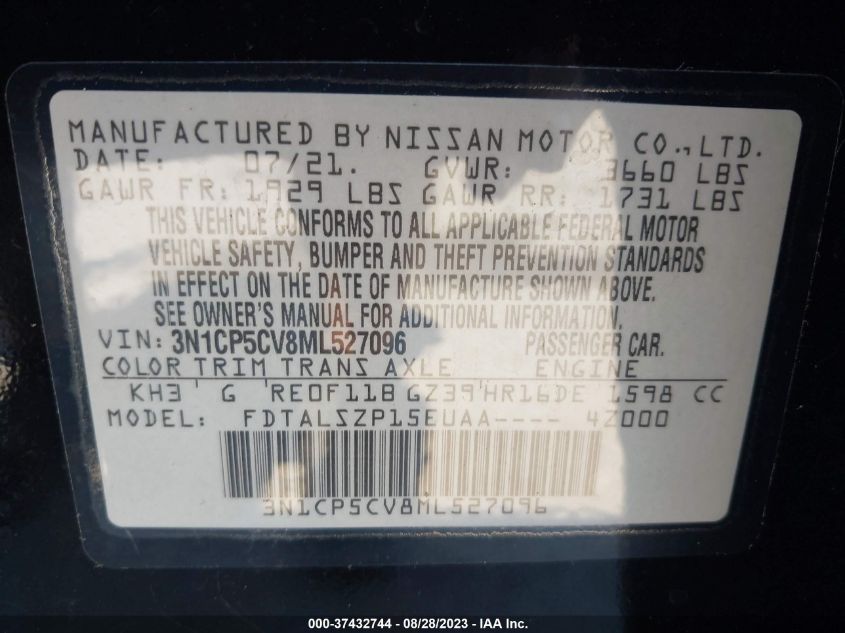 MANUFACTURED BY NISSAN MOTOR CO.,LTD.
DATE: 07/21. GVWR: 3660 LBS
GAWR FR: 1929 LBS GAWR RR: 1731 LBS
THIS VEHICLE CONFORMS TO ALL APPLICABLE FEDERAL MOTOR
VEHICLE SAFETY, BUMPER AND THEFT PREVENTION STANDARDS
IN EFFECT ON THE DATE OF MANUFACTURE SHOWN ABOVE.
SEE OWNER'S MANUAL FOR ADDITIONAL INFORMATION.
VIN: 3N1CP5CV8ML527096 PASSENGER CAR.
COLOR TRIM TRANS AXLE ENGINE
KH3 ' G 'RE0F11B GZ39'HR16DE 1598 CC
MODEL: FDTALSZP15EUAA---- 4Z000
3N1CP5CV8ML527096
000-37432744 - 08/28/2023 - IAA Inc.